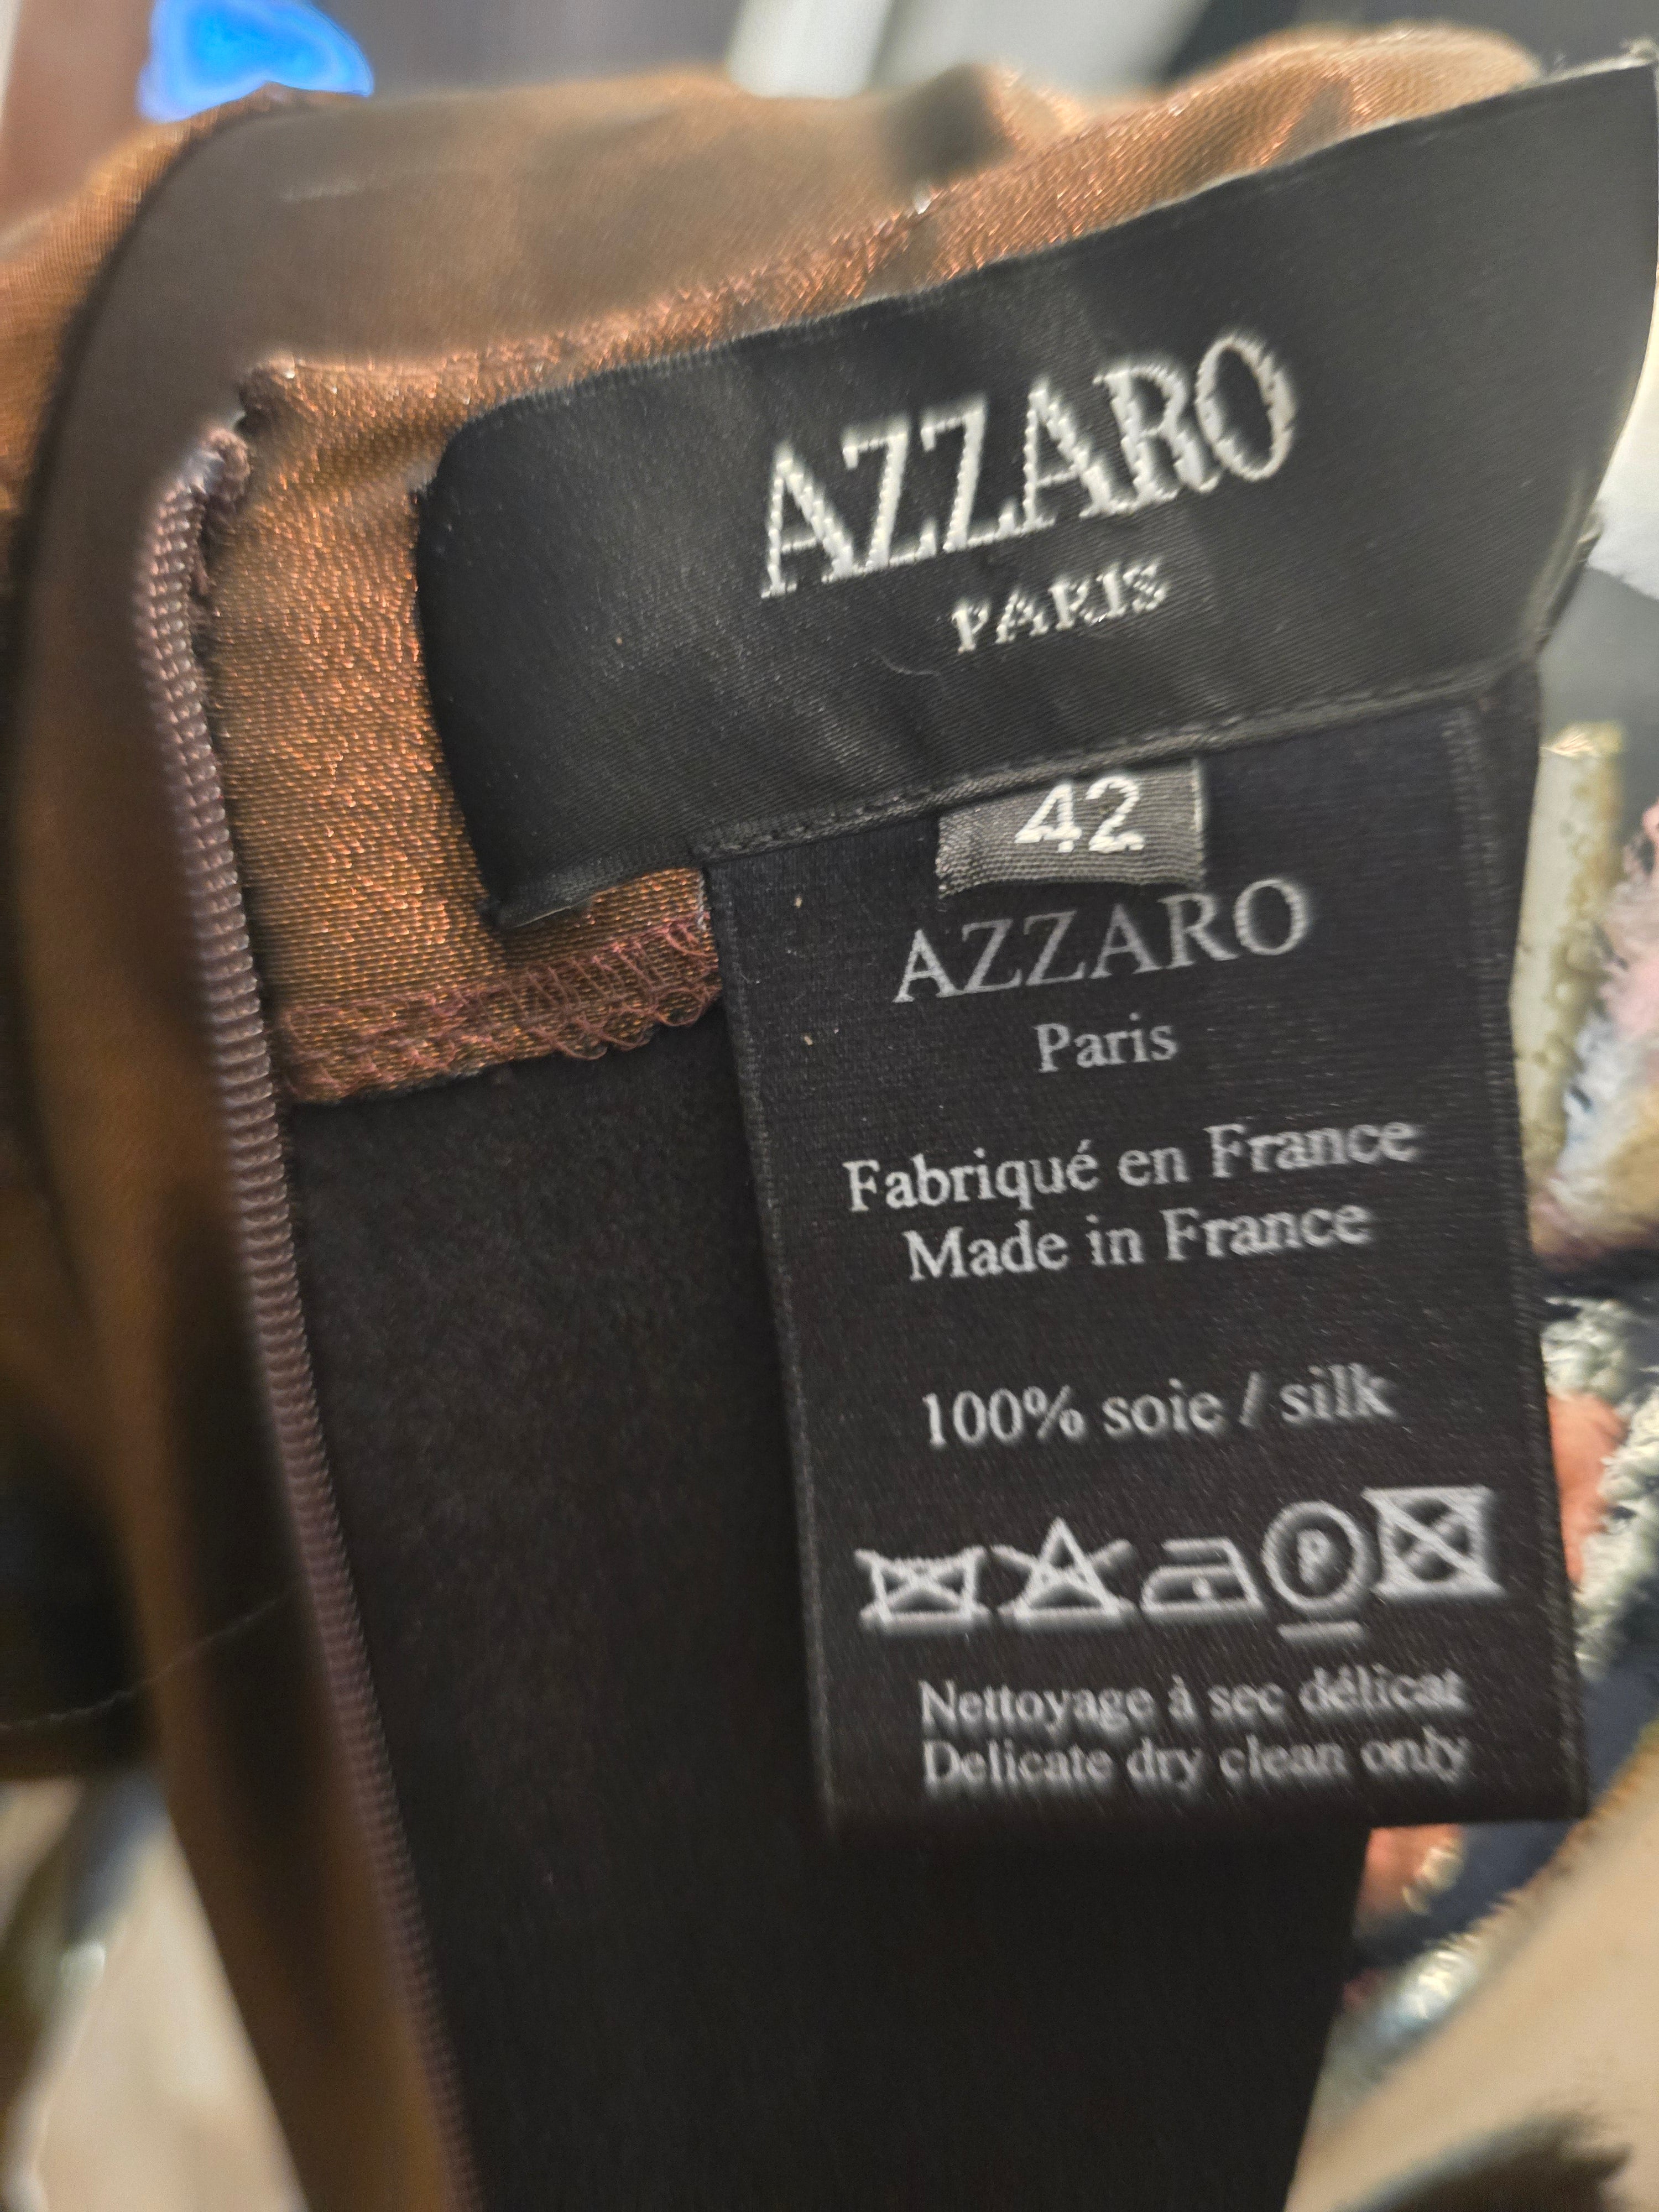 AZZARO
PARIS
42
AZZARO
Paris
Fabriqué en France
Made in France
100% soie / silk
P
Nettoyage à sec délicat
Delicate dry clean only